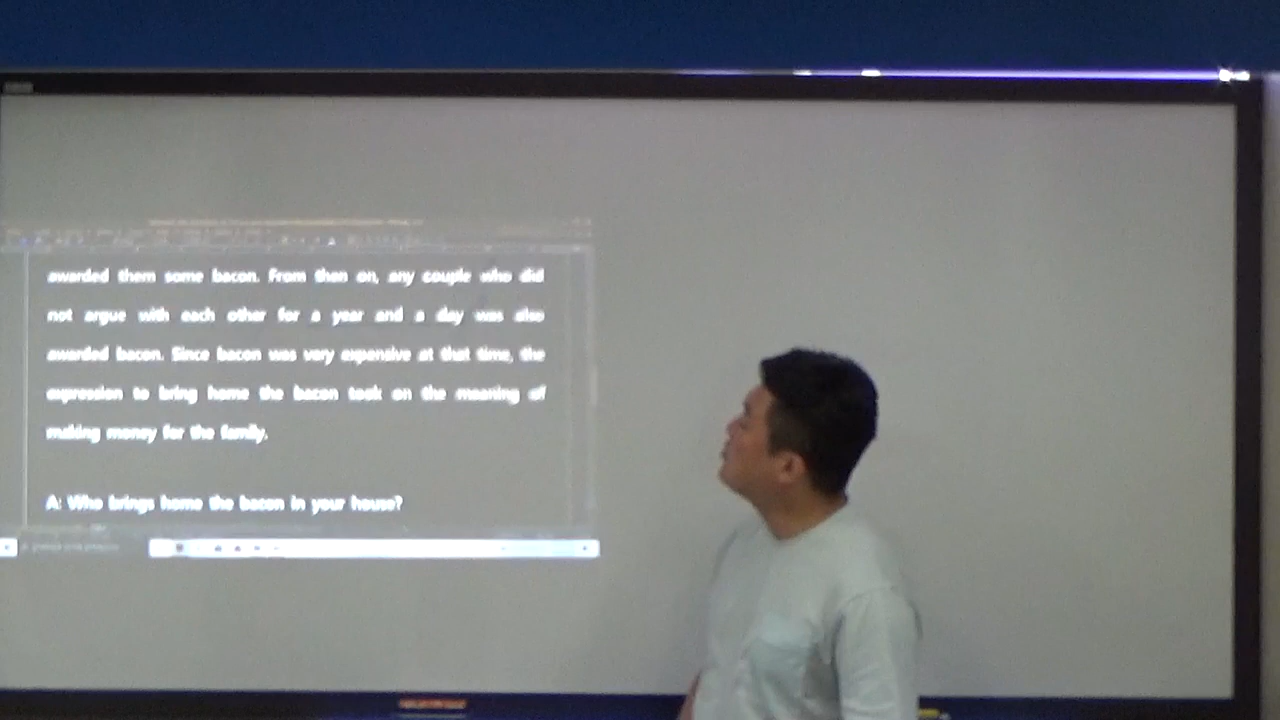 awarded them some bacon. From then on, any couple who did
not argue with each other for a year and a day was also
awarded bacon. Since bacon was very expensive at that time, the
expression to bring home the bacon took on the meaning of
making money for the family.
A: Who brings home the bacon in your house?